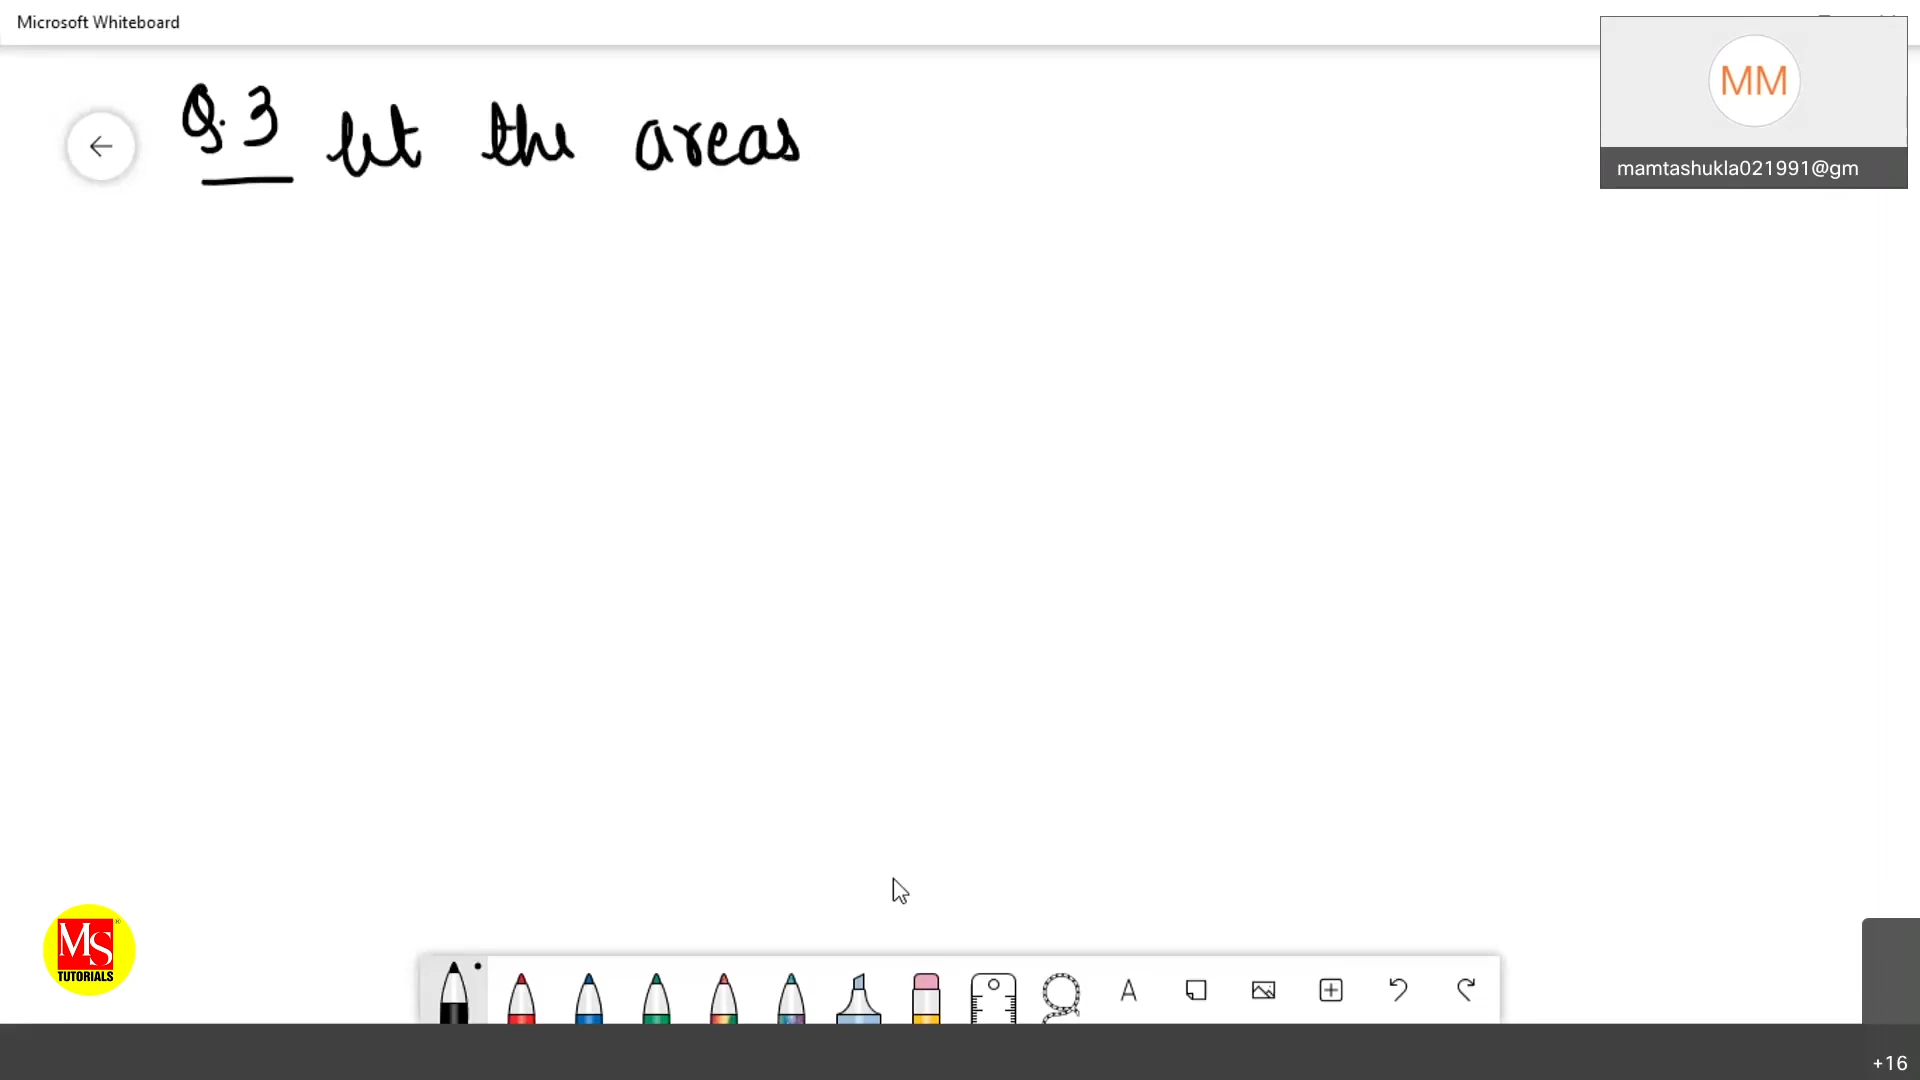 Microsoft Whiteboard
MM
mamtashukla021991@gm
Q.3 let the areas
MS
TUTORIALS
A
+16